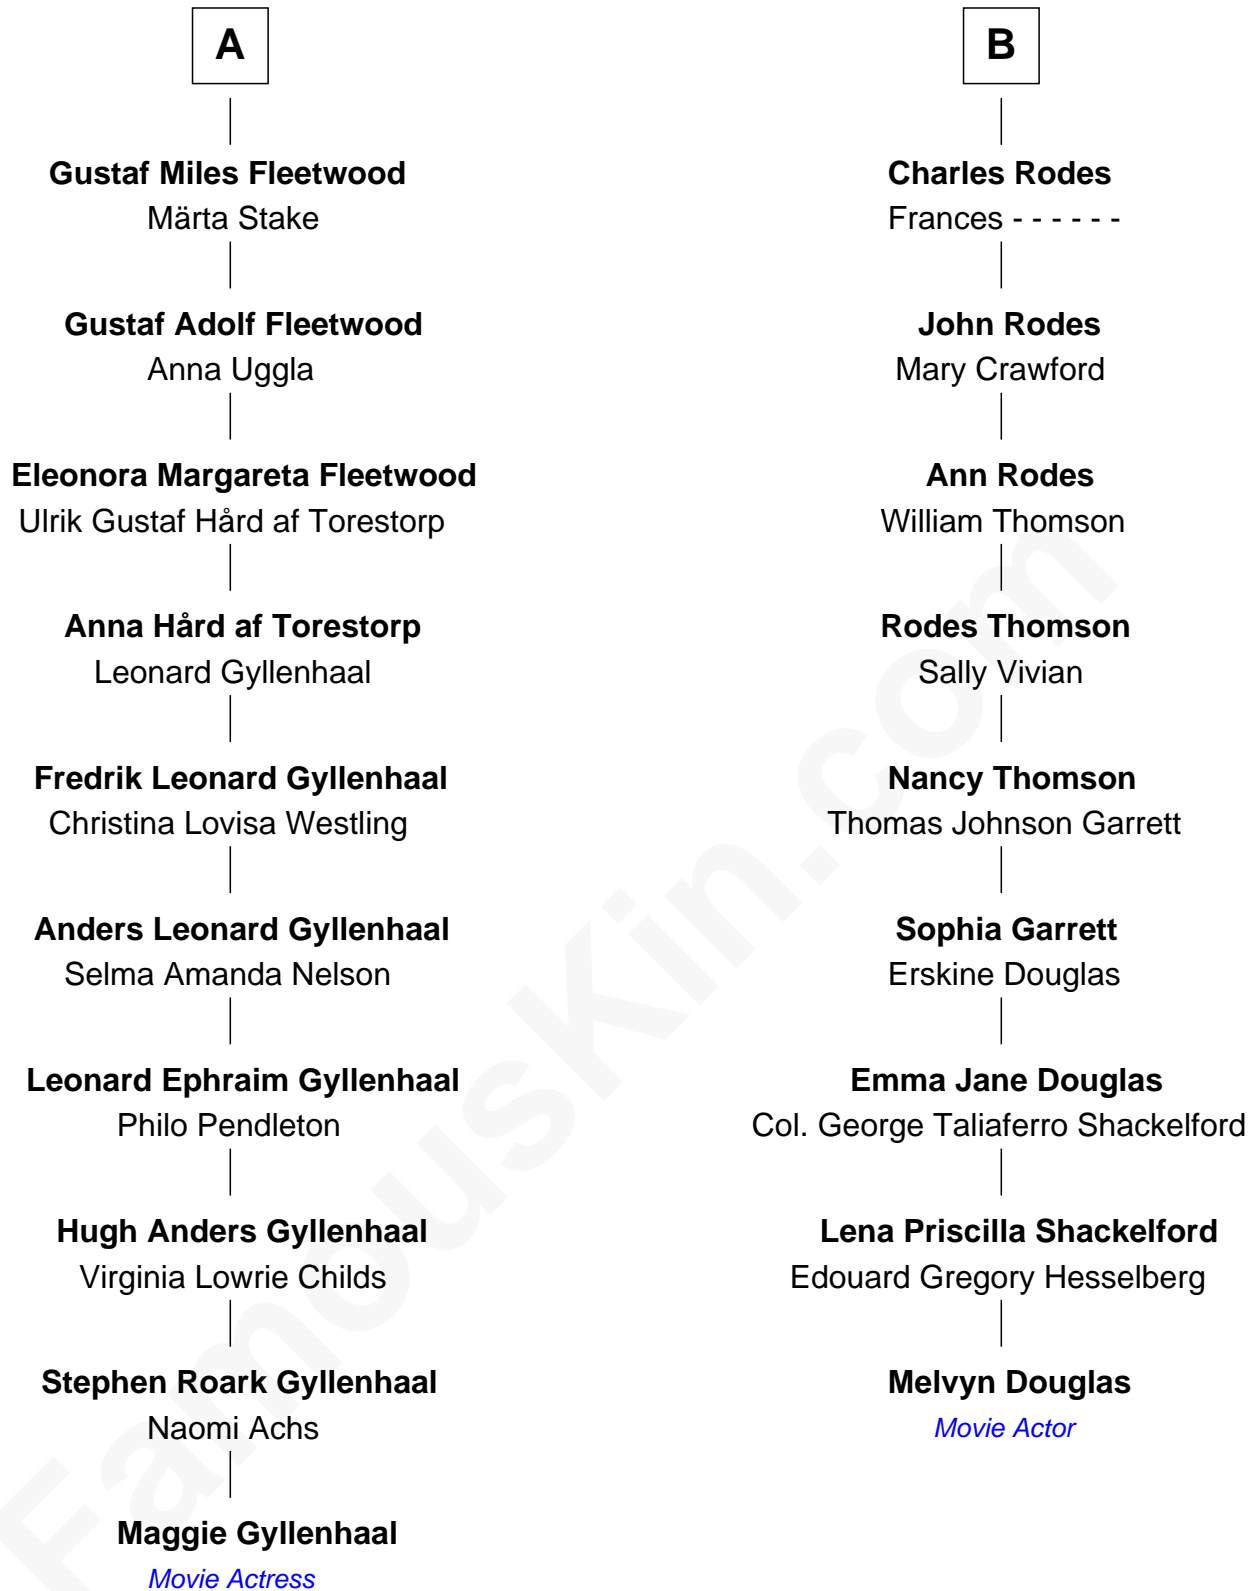 A
Gustaf Miles Fleetwood
Märta Stake
Gustaf Adolf Fleetwood
Anna Uggla
Eleonora Margareta Fleetwood
Ulrik Gustaf Hård af Torestorp
Anna Hård af Torestorp
Leonard Gyllenhaal
Fredrik Leonard Gyllenhaal
Christina Lovisa Westling
Anders Leonard Gyllenhaal
Selma Amanda Nelson
Leonard Ephraim Gyllenhaal
Philo Pendleton
Hugh Anders Gyllenhaal
Virginia Lowrie Childs
Stephen Roark Gyllenhaal
Naomi Achs
Maggie Gyllenhaal
Movie Actress
B
Charles Rodes
Frances - - - - - -
John Rodes
Mary Crawford
Ann Rodes
William Thomson
Rodes Thomson
Sally Vivian
Nancy Thomson
Thomas Johnson Garrett
Sophia Garrett
Erskine Douglas
Emma Jane Douglas
Col. George Taliaferro Shackelford
Lena Priscilla Shackelford
Edouard Gregory Hesselberg
Melvyn Douglas
Movie Actor
FamousKin.com